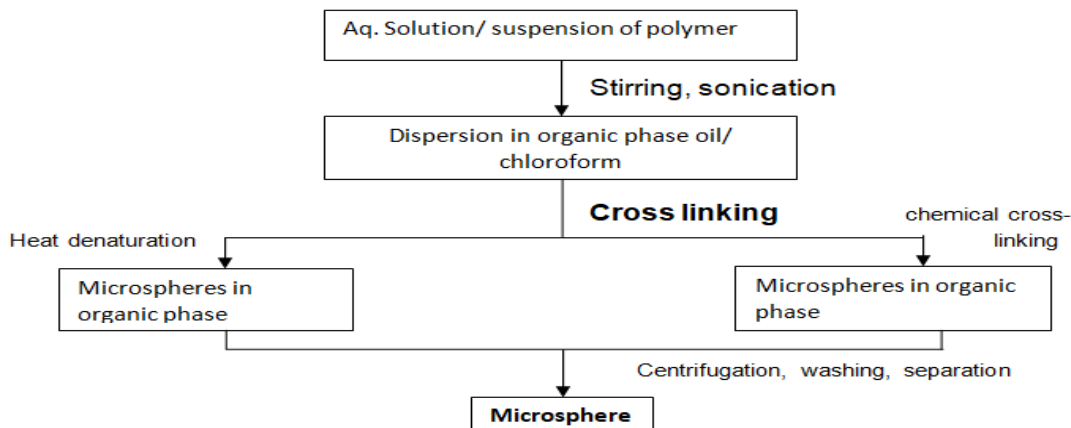 Aq. Solution/ suspension of polymer
Stirring, sonication
Dispersion in organic phase oil/
chloroform
Cross linking
Heat denaturation
chemical cross-
linking
Microspheres in
organic phase
Microspheres in organic
phase
Centrifugation, washing, separation
Microsphere